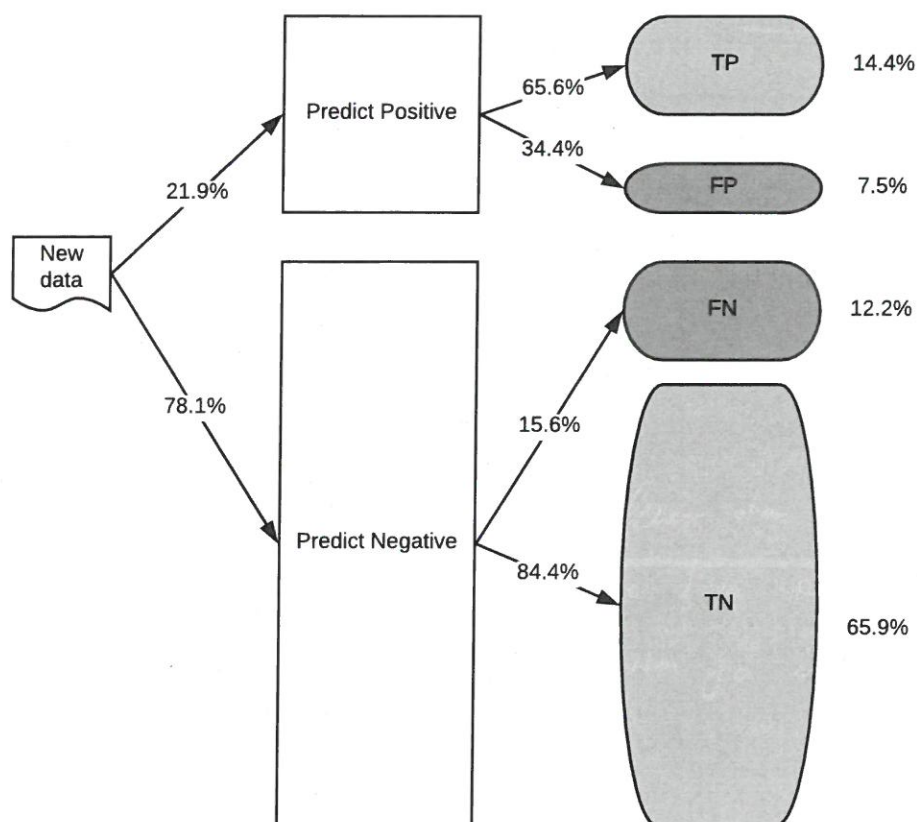 TP
14.4%
65.6%
Predict Positive
34.4%
FP
7.5%
21.9%
New
data
FN
12.2%
78.1%
15.6%
Predict Negative
84.4%
TN
65.9%